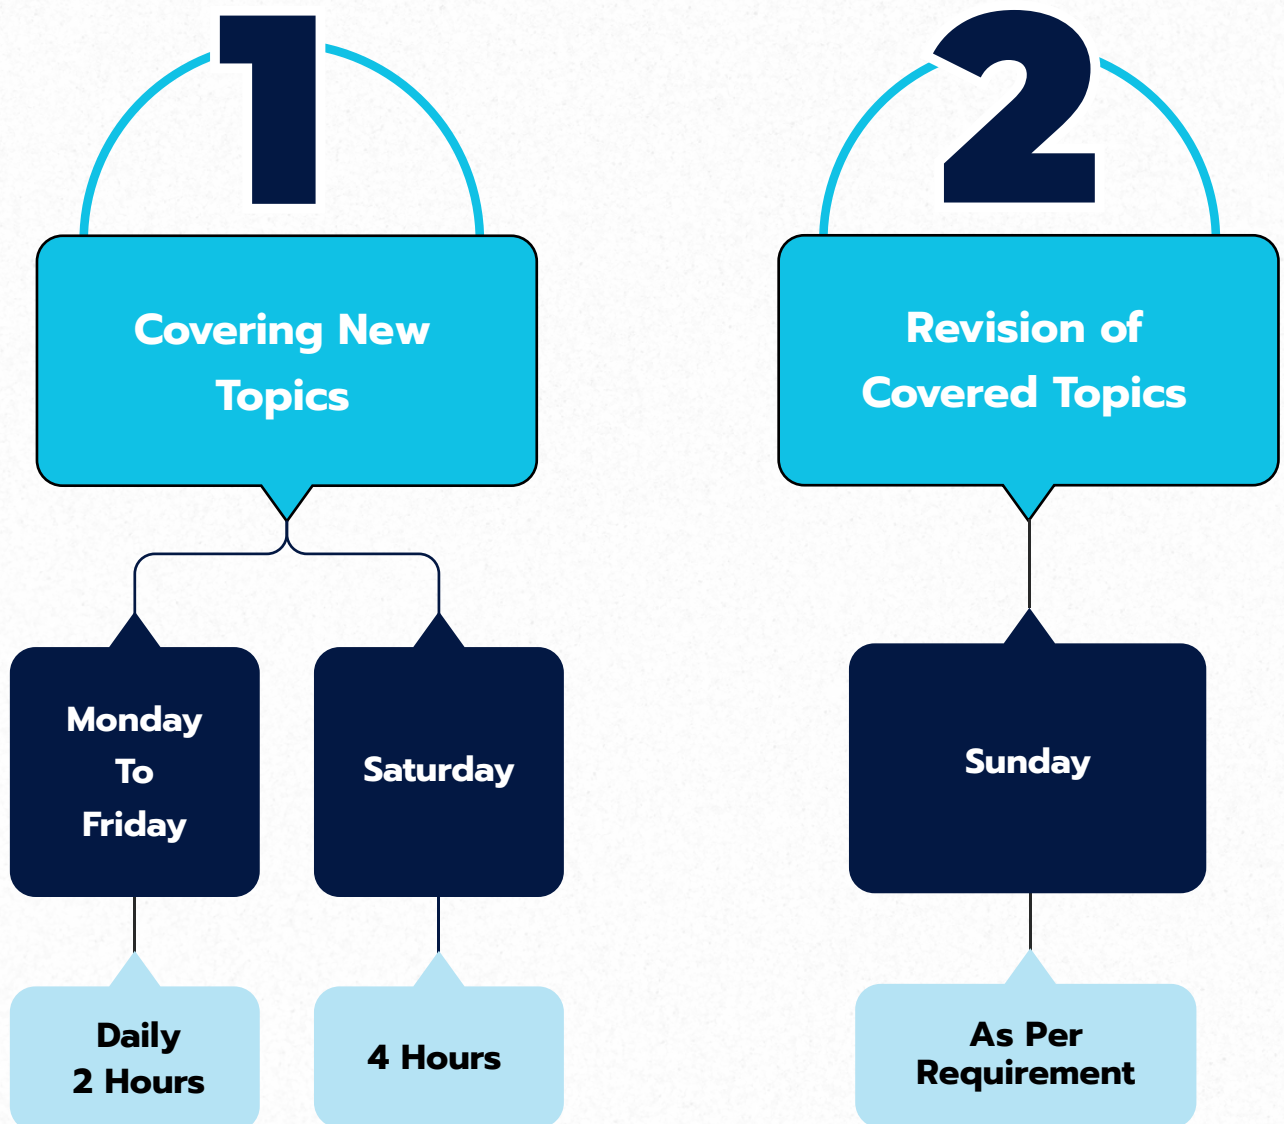 1
Covering New
Topics
Monday
To
Friday
Daily
2 Hours
Saturday
4 Hours
2
Revision of
Covered Topics
Sunday
As Per
Requirement